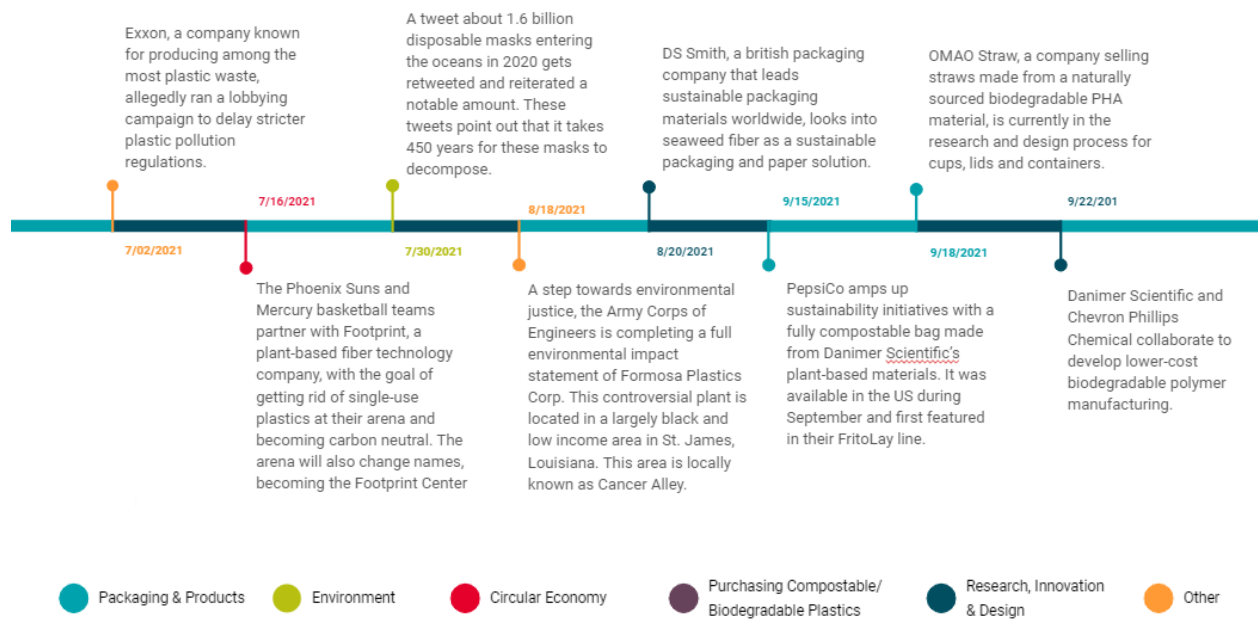 Exxon, a company known
for producing among the
most plastic waste,
allegedly ran a lobbying
campaign to delay stricter
plastic pollution
regulations.
A tweet about 1.6 billion
disposable masks entering
the oceans in 2020 gets
retweeted and reiterated a
notable amount. These
tweets point out that it takes
450 years for these masks to
decompose.
DS Smith, a british packaging
company that leads
sustainable packaging
materials worldwide, looks into
seaweed fiber as a sustainable
packaging and paper solution.
OMAO Straw, a company selling
straws made from a naturally
sourced biodegradable PHA
material, is currently in the
research and design process for
cups, lids and containers.
7/16/2021
8/18/2021
9/15/2021
9/22/201
7/02/2021
7/30/2021
8/20/2021
9/18/2021
The Phoenix Suns and
Mercury basketball teams
partner with Footprint, a
plant-based fiber technology
company, with the goal of
getting rid of single-use
plastics at their arena and
becoming carbon neutral. The
arena will also change names,
becoming the Footprint Center
A step towards environmental
justice, the Army Corps of
Engineers is completing a full
environmental impact
statement of Formosa Plastics
Corp. This controversial plant is
located in a largely black and
low income area in St. James,
Louisiana. This area is locally
known as Cancer Alley.
PepsiCo amps up
sustainability initiatives with a
fully compostable bag made
from Danimer Scientific's
plant-based materials. It was
available in the US during
September and first featured
in their FritoLay line.
Danimer Scientific and
Chevron Phillips
Chemical collaborate to
develop lower-cost
biodegradable polymer
manufacturing.
Packaging & Products
Environment
Circular Economy
Purchasing Compostable/
Biodegradable Plastics
Research, Innovation
& Design
Other